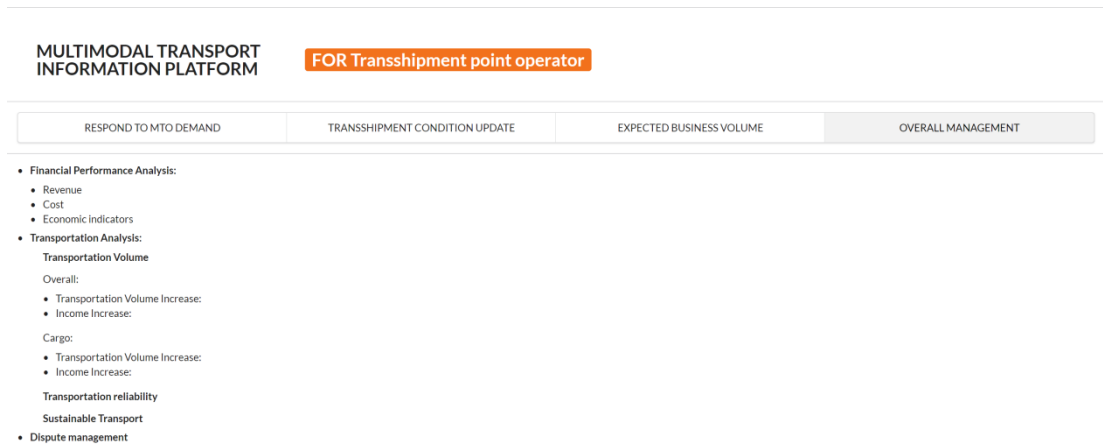 MULTIMODAL TRANSPORT
INFORMATION PLATFORM
FOR Transshipment point operator
RESPOND TO MTO DEMAND
TRANSSHIPMENT CONDITION UPDATE
EXPECTED BUSINESS VOLUME
OVERALL MANAGEMENT
• Financial Performance Analysis:
• Revenue
• Cost
• Economic indicators
• Transportation Analysis:
Transportation Volume
Overall:
• Transportation Volume Increase:
• Income Increase:
Cargo:
• Transportation Volume Increase:
• Income Increase:
Transportation reliability
Sustainable Transport
• Dispute management